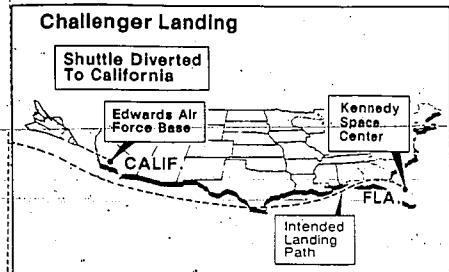 Challenger Landing
Shuttle Diverted
To California
Edwards Air
Force Base
Kennedy
Space
Center
CALIF.
FLA.
Intended
Landing
Path